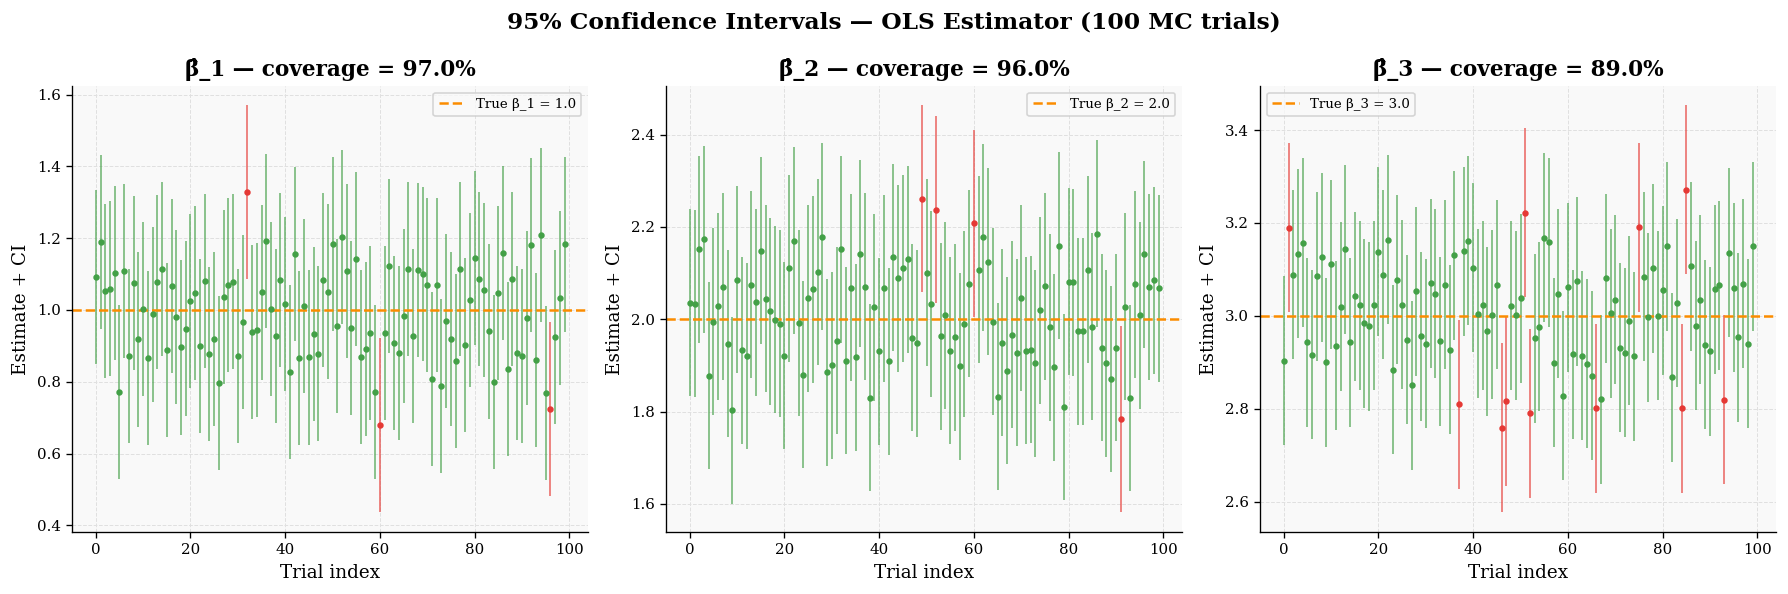 95% Confidence Intervals — OLS Estimator (100 MC trials)
β̂_1 — coverage = 97.0%
Estimate + CI
1.6
1.4
1.2
1.0
0.8
0.6
0.4
True β_1 = 1.0
0 20 40 60 80 100
Trial index
β̂_2 — coverage = 96.0%
Estimate + CI
2.4
2.2
2.0
1.8
1.6
True β_2 = 2.0
0 20 40 60 80 100
Trial index
β̂_3 — coverage = 89.0%
Estimate + CI
3.4
3.2
3.0
2.8
2.6
True β_3 = 3.0
0 20 40 60 80 100
Trial index